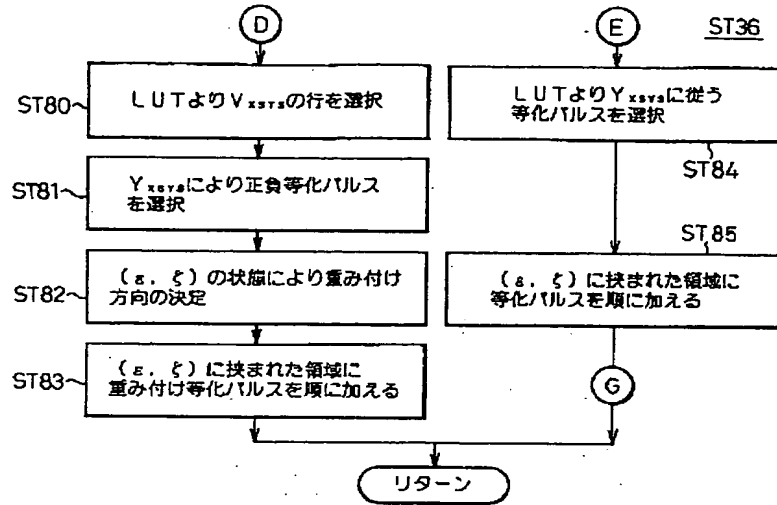 D
E
ST36
ST80
LUTよりVxsysの行を選択
LUTよりYxsysに従う
等化パルスを選択
ST84
ST81
Yxsysにより正負等化パルス
を選択
ST85
ST82
(ε, ζ)の状態により重み付け
方向の決定
(ε, ζ)に挟まれた領域に
等化パルスを順に加える
ST83
(ε, ζ)に挟まれた領域に
重み付け等化パルスを順に加える
G
リターン